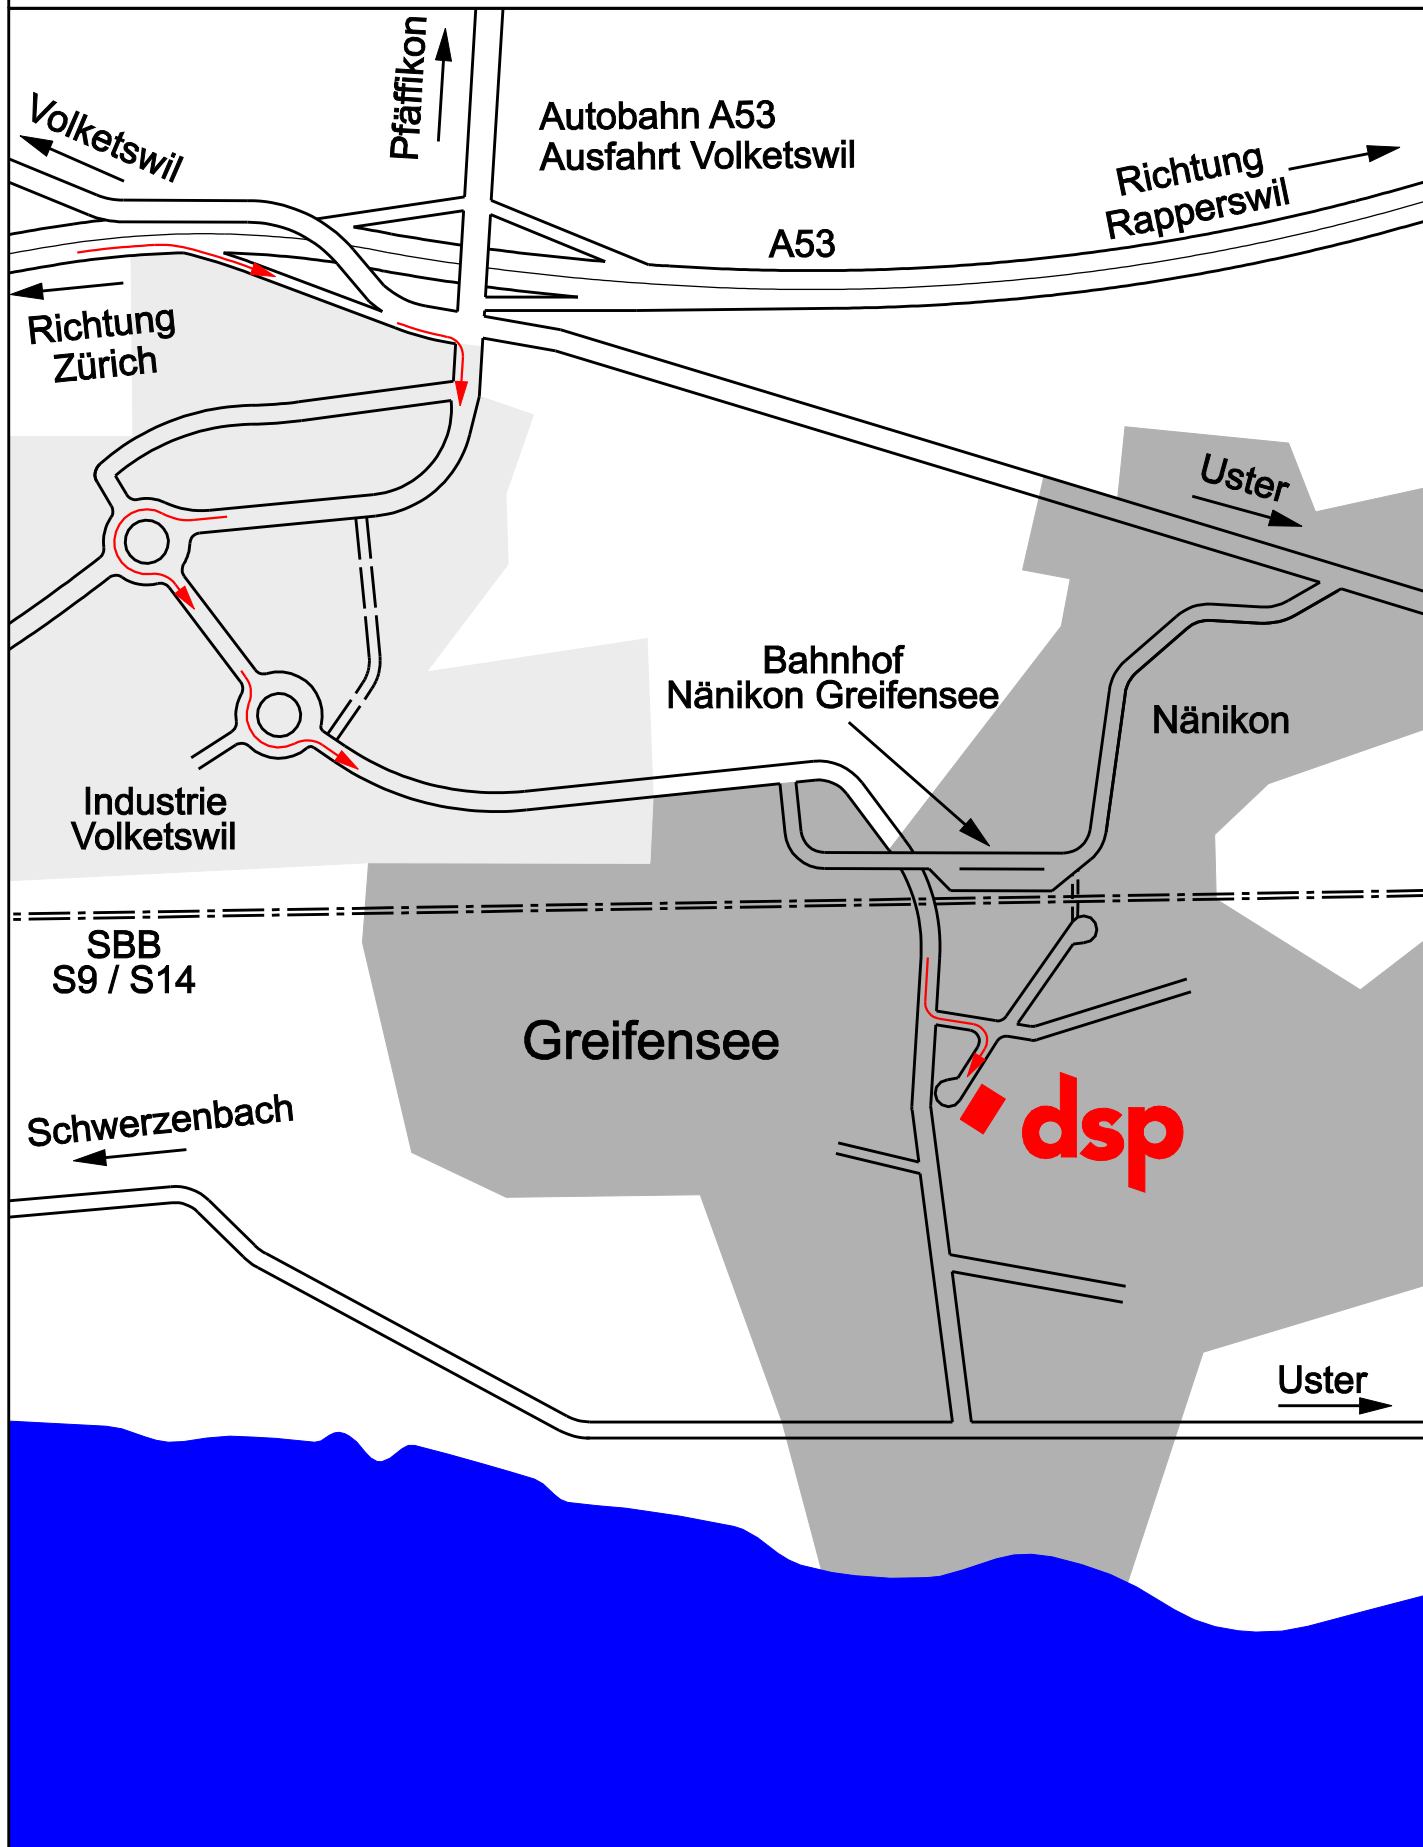 Pfäffikon
Volketswil
Autobahn A53
Ausfahrt Volketswil
Richtung
Rapperswil
A53
Richtung
Zürich
Uster
Bahnhof
Nänikon Greifensee
Nänikon
Industrie
Volketswil
SBB
S9 / S14
Greifensee
Schwerzenbach
dsp
Uster